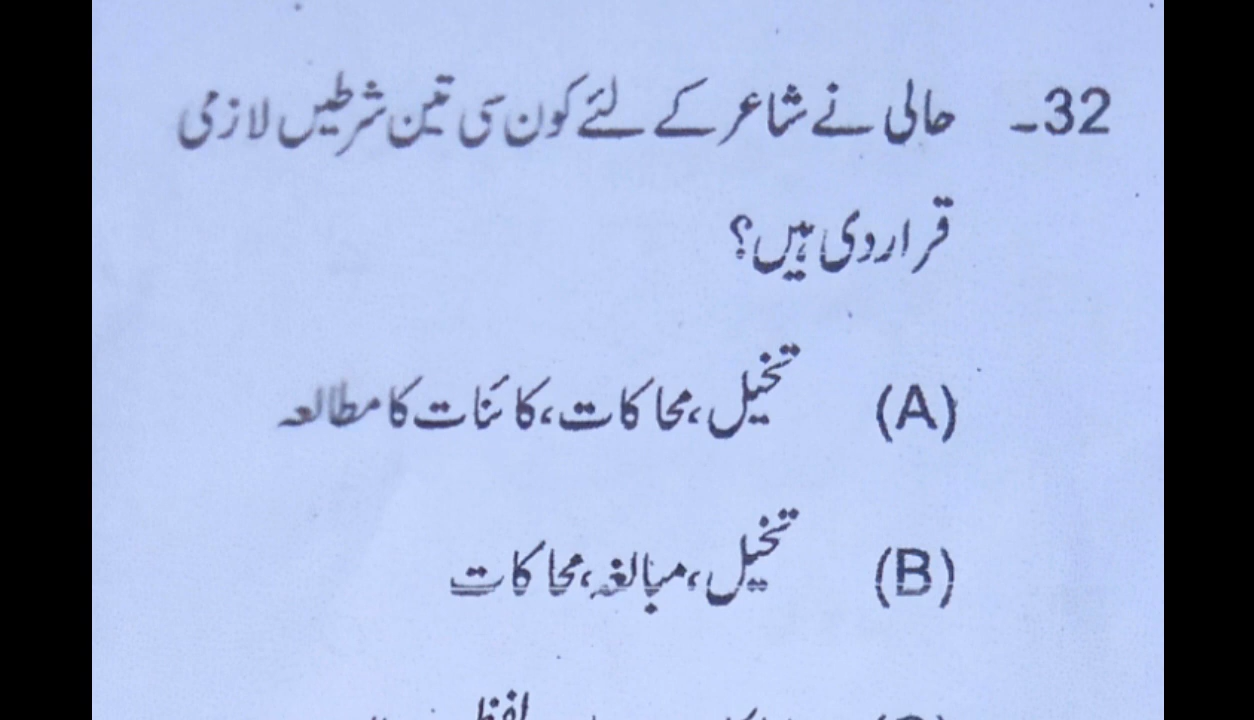 32۔ حالی نے شاعر کے لئے کون سی تین شرطیں لازمی
قرار دی ہیں؟
(A) تخیل، محاکات، کائنات کا مطالعہ
(B) تخیل، مبالغہ، محاکات